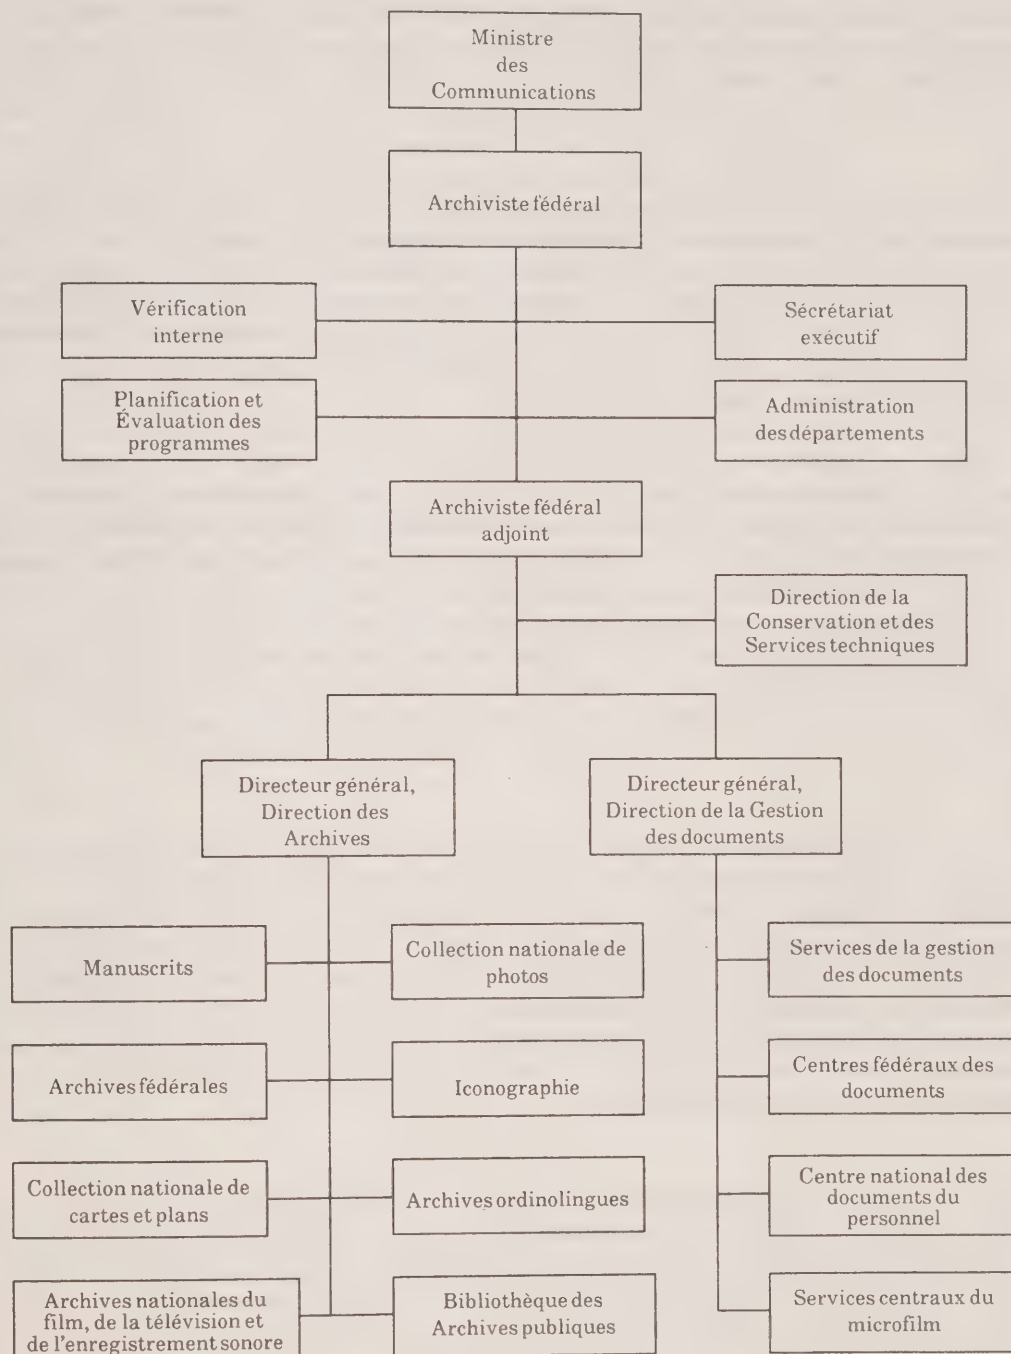 Ministre
des
Communications
Archiviste fédéral
Vérification
interne
Sécrétariat
exécutif
Planification et
Évaluation des
programmes
Administration
des départements
Archiviste fédéral
adjoint
Direction de la
Conservation et des
Services techniques
Directeur général,
Direction des
Archives
Directeur général,
Direction de la Gestion
des documents
Manuscrits
Collection nationale de
photos
Services de la gestion
des documents
Archives fédérales
Iconographie
Centres fédéraux des
documents
Collection nationale de
cartes et plans
Archives ordinolingues
Centre national des
documents du
personnel
Archives nationales du
film, de la télévision et
de l'enregistrement sonore
Bibliothèque des
Archives publiques
Services centraux du
microfilm